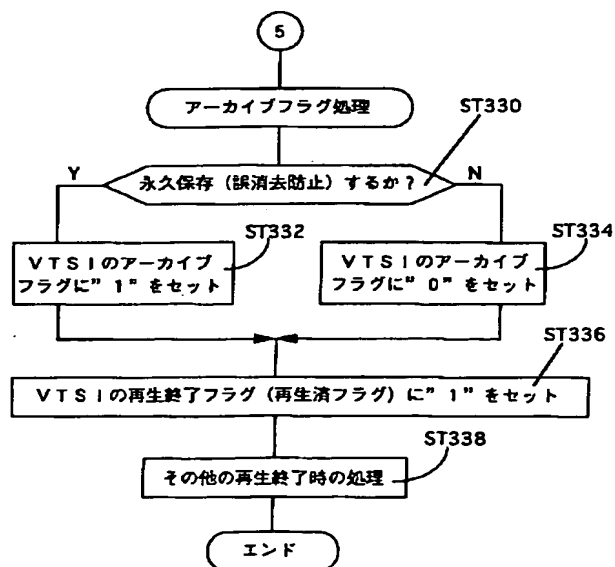 5
アーカイブフラグ処理
ST330
Y
永久保存(誤消去防止)するか?
N
ST332
VTSIのアーカイブ
フラグに"1"をセット
ST334
VTSIのアーカイブ
フラグに"0"をセット
ST336
VTSIの再生終了フラグ(再生済フラグ)に"1"をセット
ST338
その他の再生終了時の処理
エンド